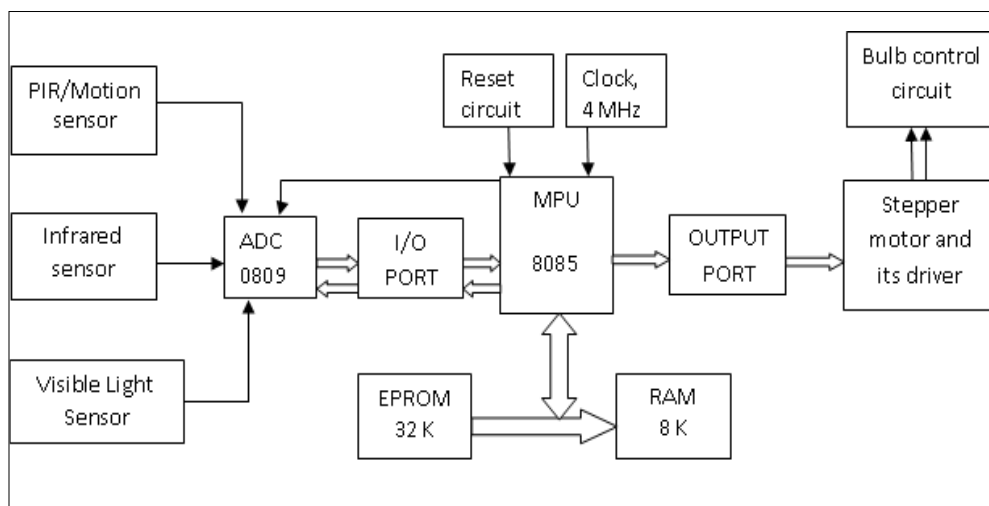 PIR/Motion
sensor
Infrared
sensor
Visible Light
Sensor
ADC
0809
I/O
PORT
Reset
circuit
Clock,
4 MHz
MPU
8085
EPROM
32 K
RAM
8 K
OUTPUT
PORT
Bulb control
circuit
Stepper
motor and
its driver